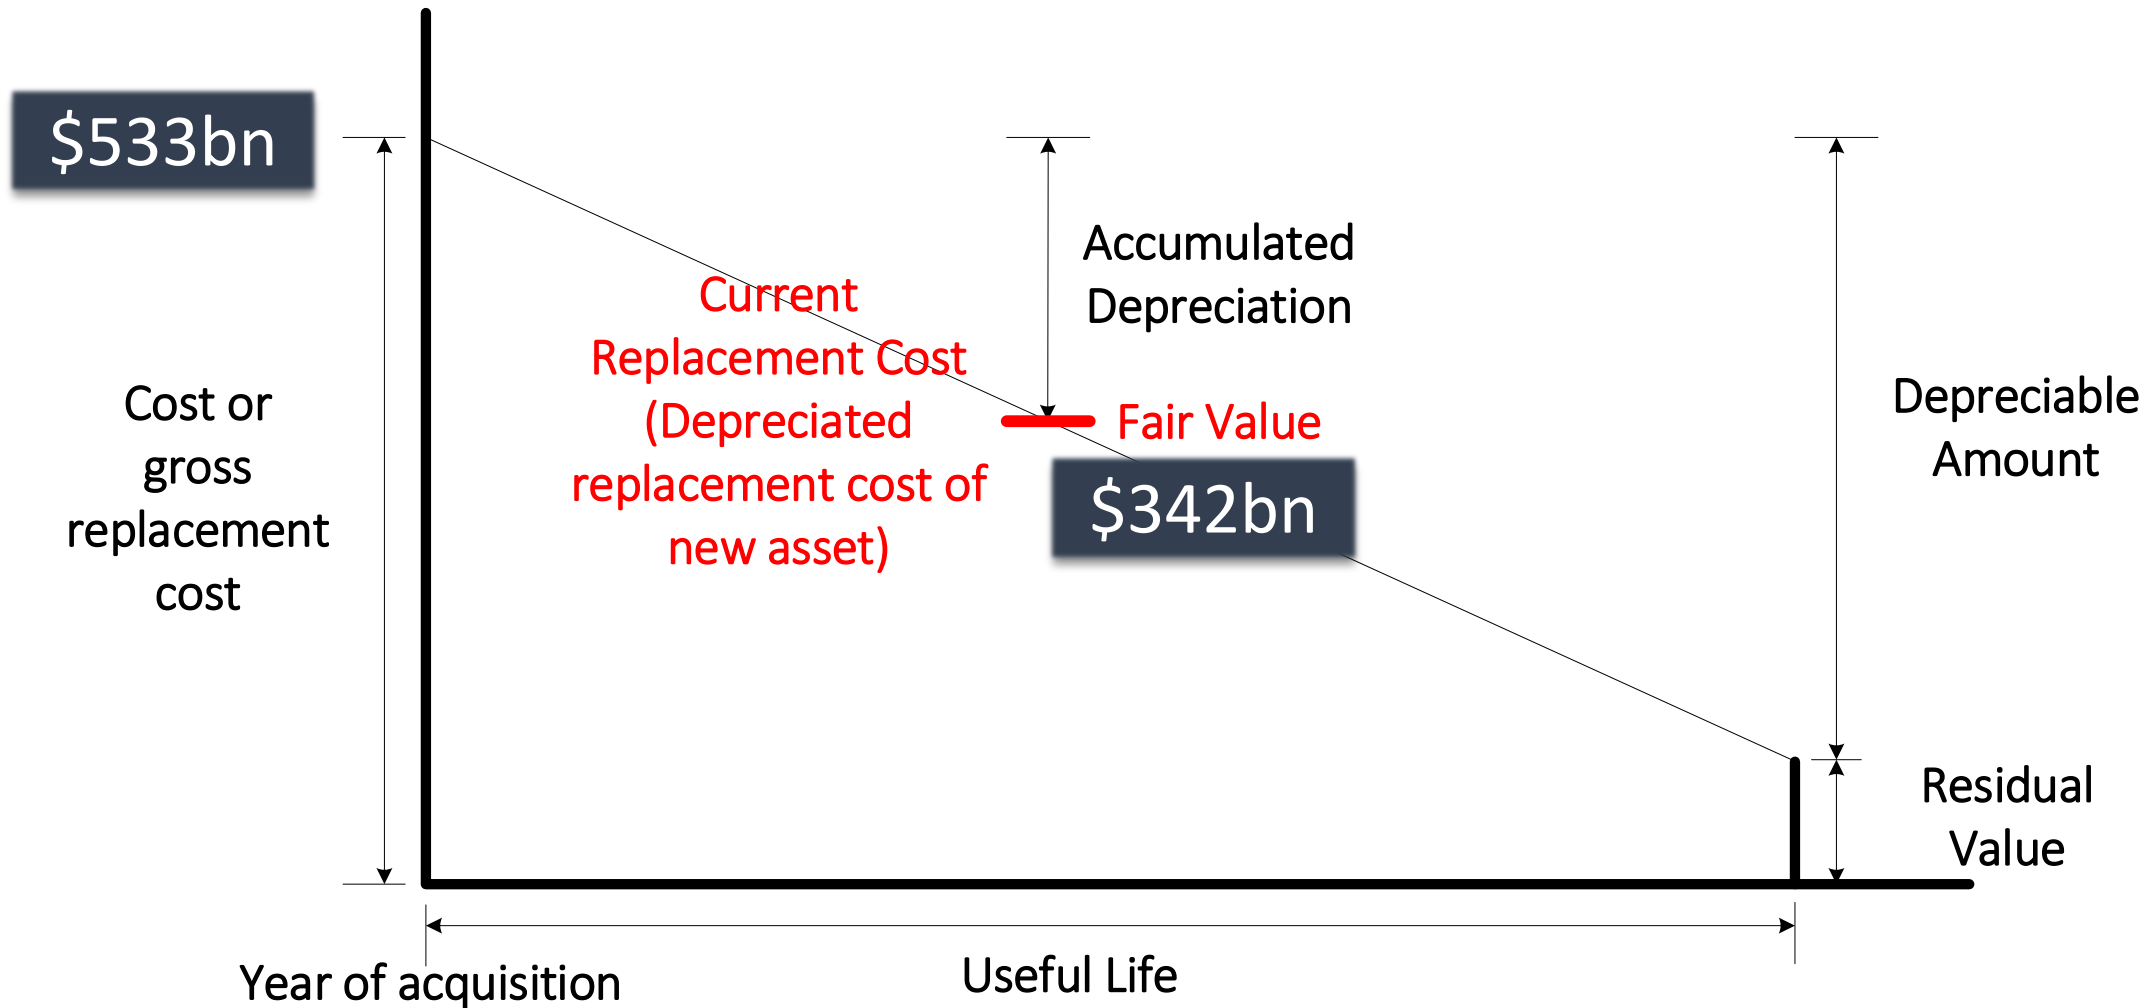 $533bn
Accumulated
Depreciation
Current
Replacement Cost
(Depreciated
replacement cost of
new asset)
Fair Value
$342bn
Cost or
gross
replacement
cost
Depreciable
Amount
Residual
Value
Year of acquisition
Useful Life